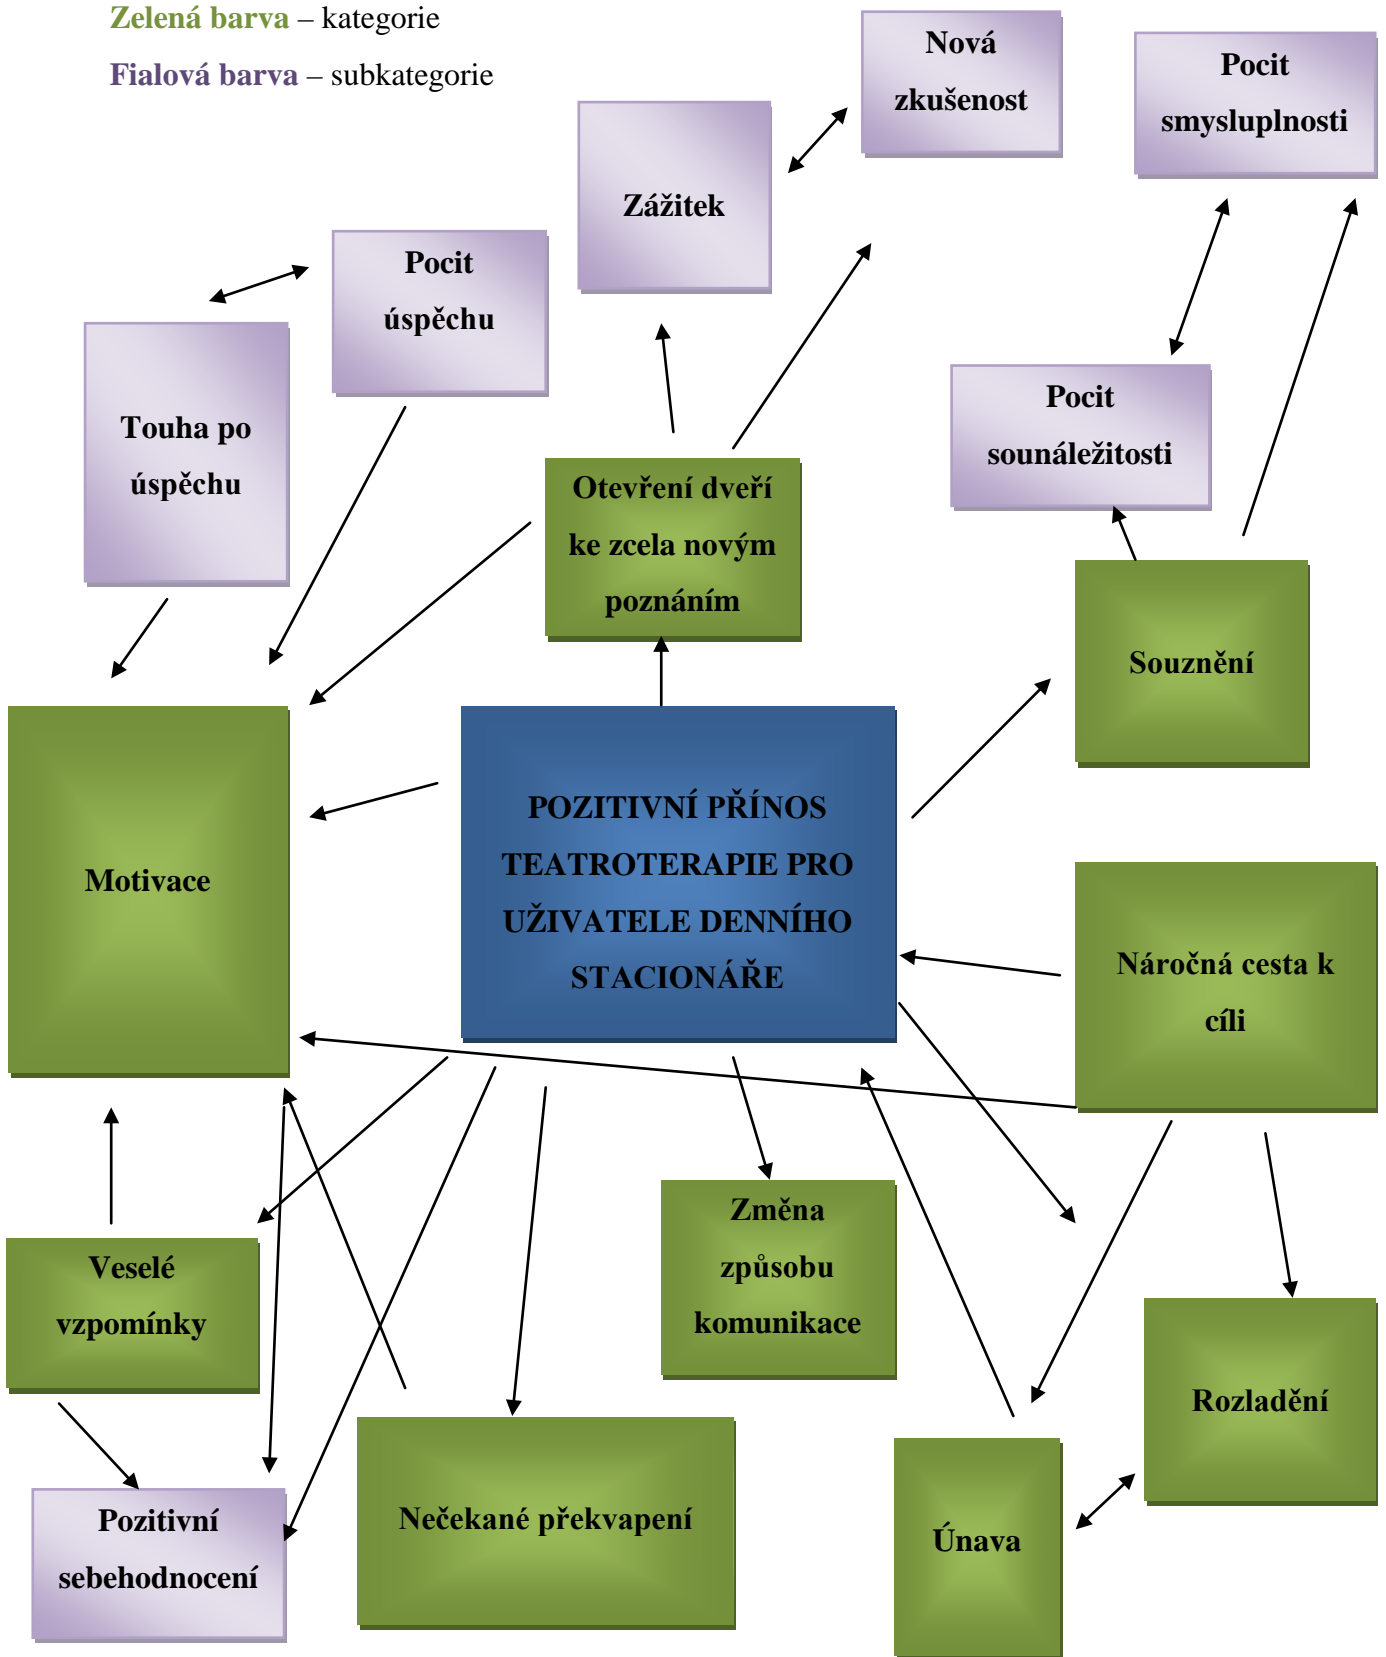 Zelená barva – kategorie
Fialová barva – subkategorie
Nová
zkušenost
Pocit
smysluplnosti
Zážitek
Pocit
úspěchu
Touha po
úspěchu
Pocit
sounáležitosti
Otevření dveří
ke zcela novým
poznáním
Souznění
Motivace
POZITIVNÍ PŘÍNOS
TEATROTERAPIE PRO
UŽIVATELE DENNÍHO
STACIONÁŘE
Náročná cesta k
cíli
Veselé
vzpomínky
Změna
způsobu
komunikace
Rozladění
Pozitivní
sebehodnocení
Nečekané překvapení
Únava